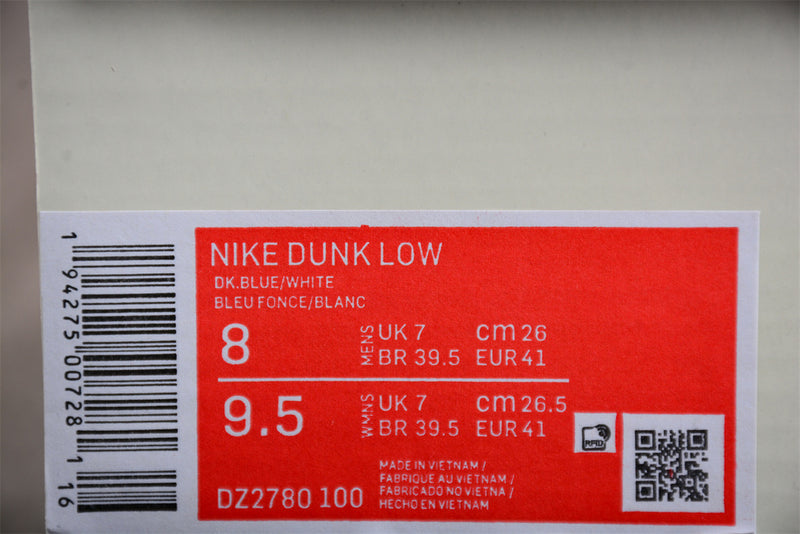 NIKE DUNK LOW
DK.BLUE/WHITE
BLEU FONCE/BLANC
8 MENS UK 7 cm 26
BR 39.5 EUR 41
9.5 WMNS UK 7 cm 26.5
BR 39.5 EUR 41
RFID
MADE IN VIETNAM /
FABRIQUE AU VIETNAM /
FABRICADO NO VIETNA /
HECHO EN VIETNAM
DZ2780 100
1 94275 00728 1 16